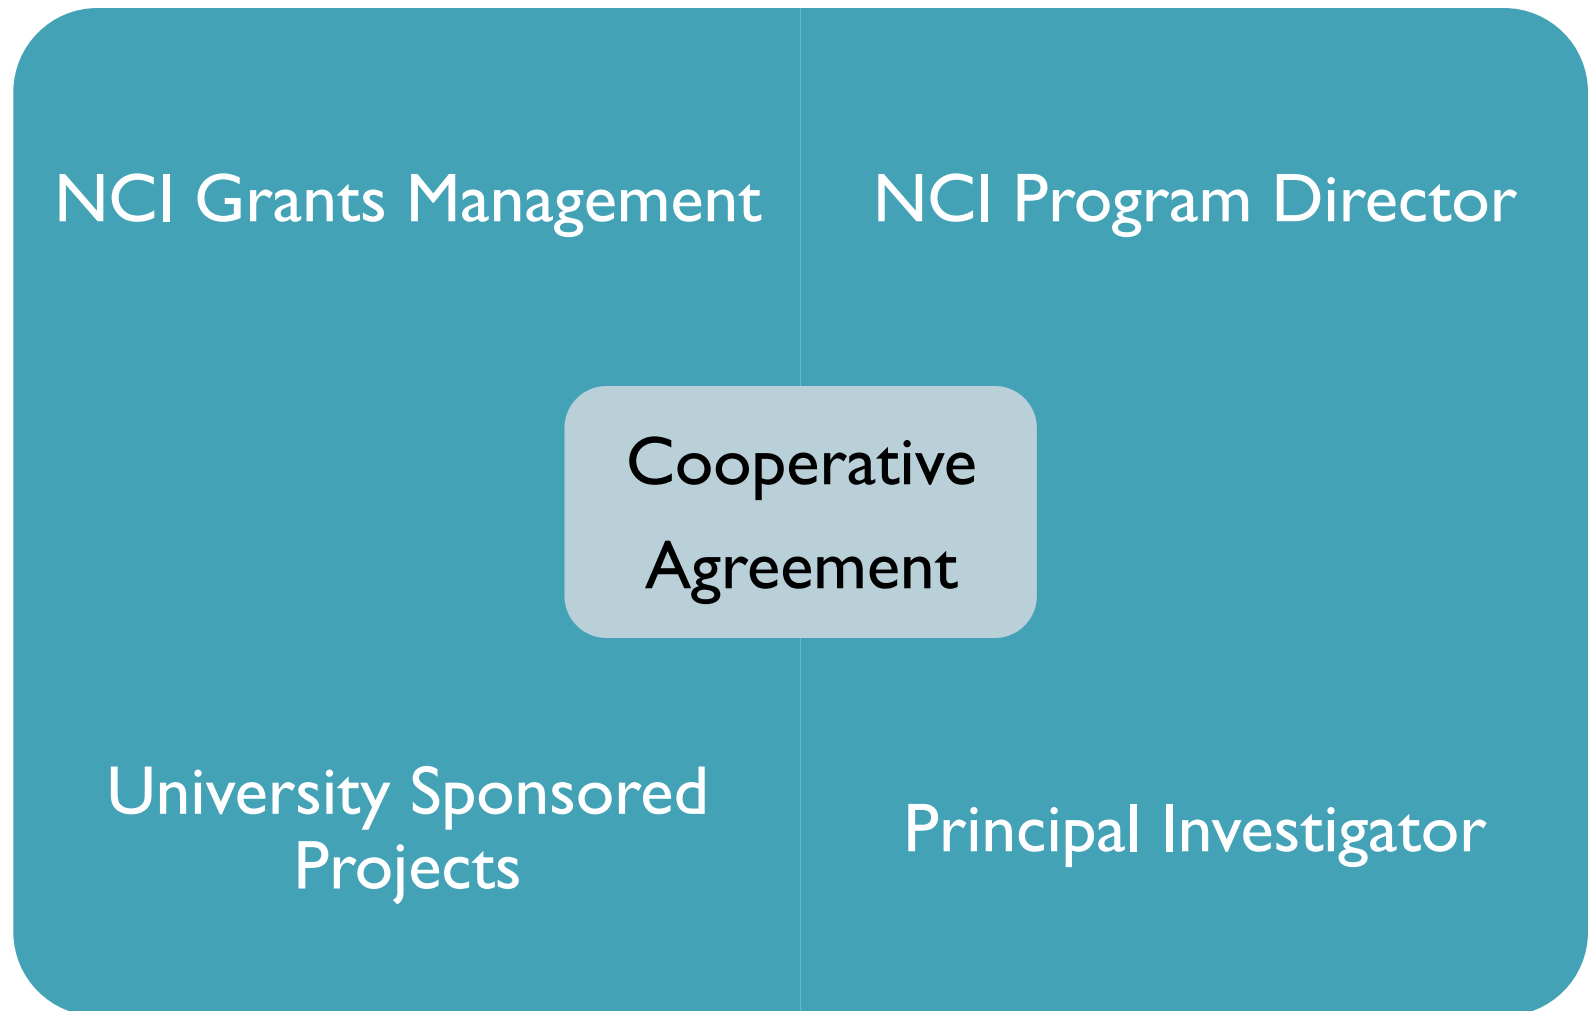 NCI Grants Management
NCI Program Director
Cooperative
Agreement
University Sponsored
Projects
Principal Investigator